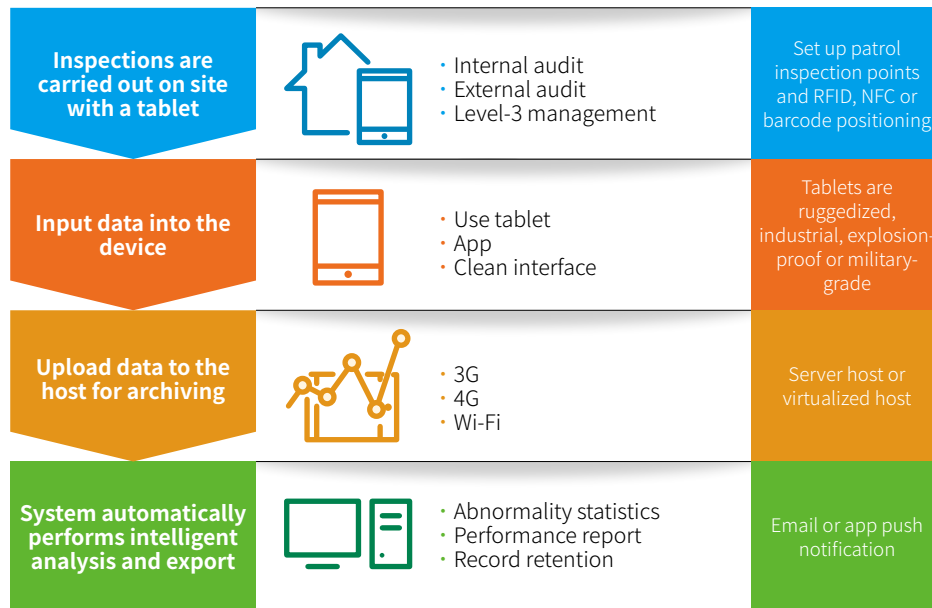 Inspections are
carried out on site
with a tablet
• Internal audit
• External audit
• Level-3 management
Set up patrol
inspection points
and RFID, NFC or
barcode positioning
Input data into the
device
• Use tablet
• App
• Clean interface
Tablets are
ruggedized,
industrial, explosion-
proof or military-
grade
Upload data to the
host for archiving
• 3G
• 4G
• Wi-Fi
Server host or
virtualized host
System automatically
performs intelligent
analysis and export
• Abnormality statistics
• Performance report
• Record retention
Email or app push
notification